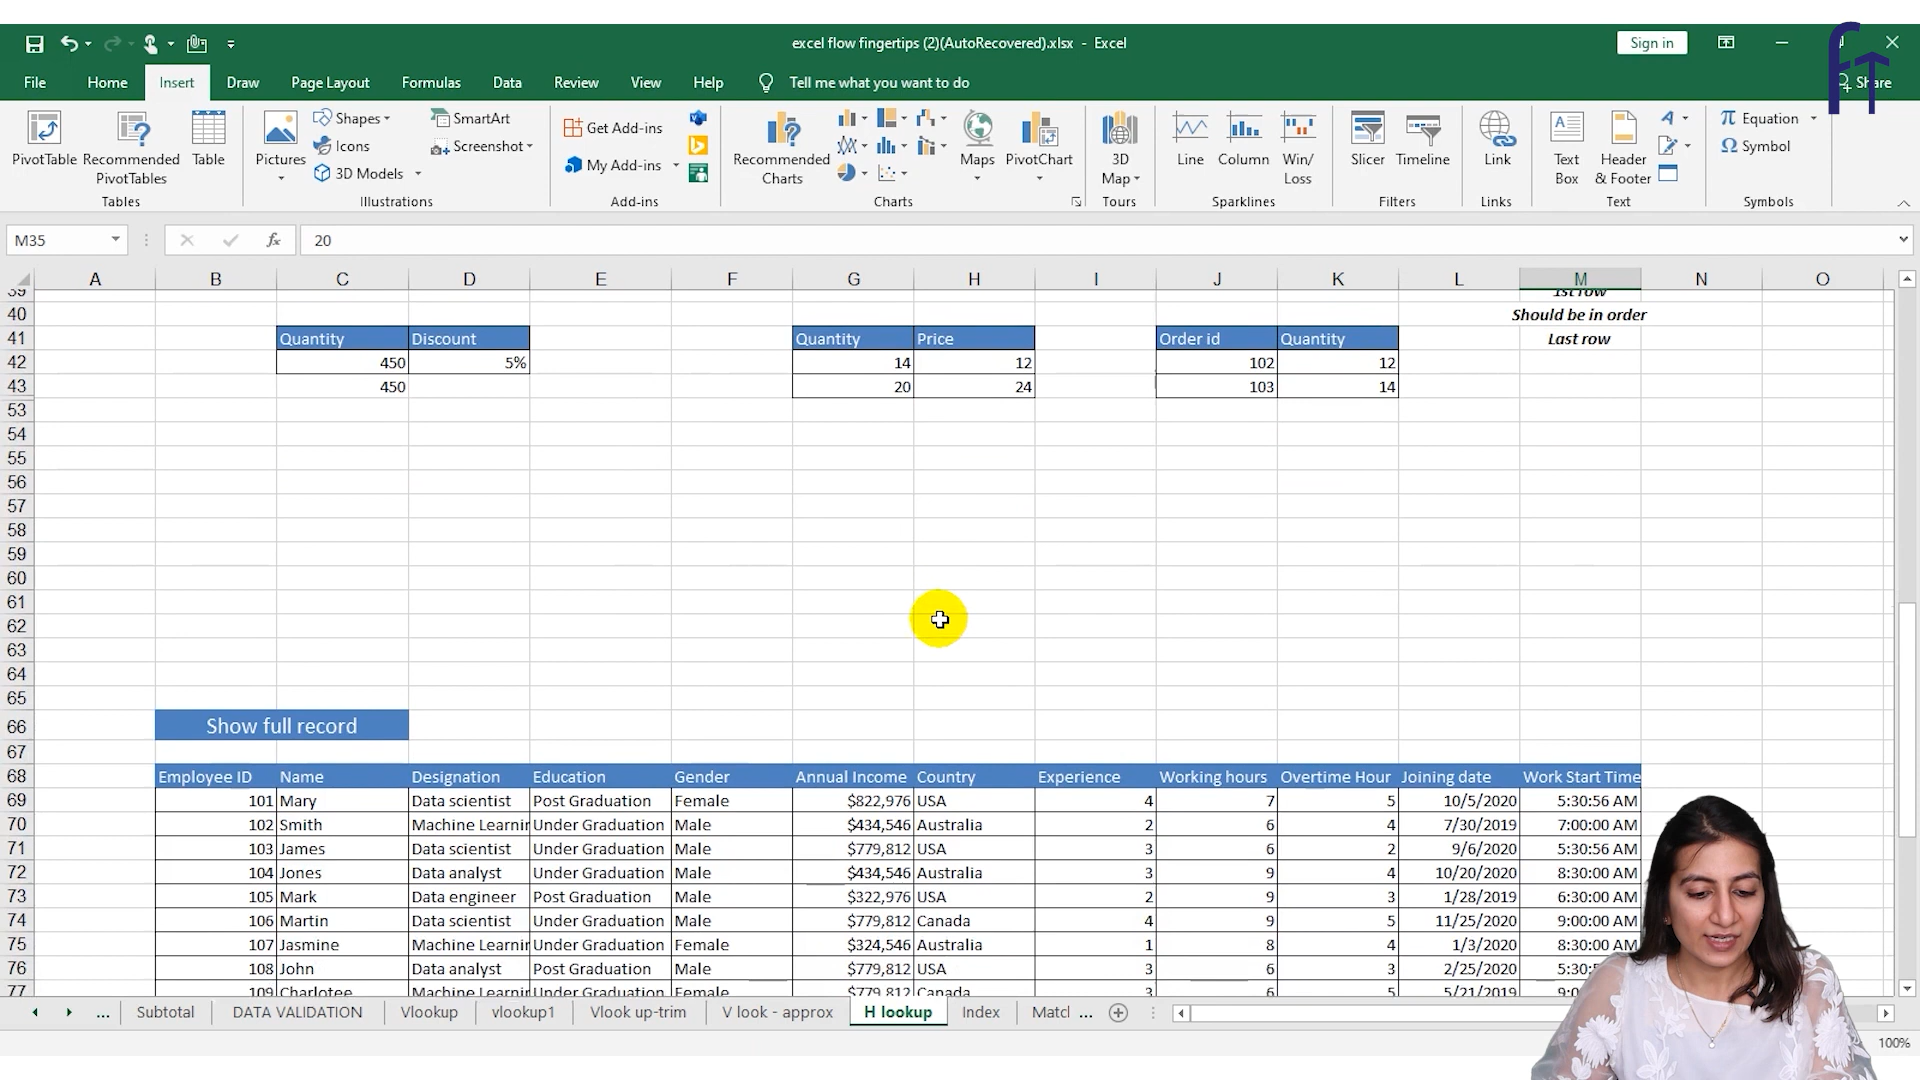 excel flow fingertips (2)(AutoRecovered).xlsx - Excel
Sign in
fT
File Home Insert Draw Page Layout Formulas Data Review View Help Tell me what you want to do Share
PivotTable
Recommended PivotTables
Table
Tables
Pictures
Shapes
Icons
3D Models
SmartArt
Screenshot
Illustrations
Get Add-ins
My Add-ins
Add-ins
Recommended Charts
Maps
PivotChart
Charts
3D Map
Tours
Line
Column
Win/Loss
Sparklines
Slicer
Timeline
Filters
Link
Links
Text Box
Header & Footer
Text
Equation
Symbol
Symbols
M35 fx 20
A B C D E F G H I J K L M N O
39 1st row
40 Should be in order
41 Quantity Discount Quantity Price Order id Quantity Last row
42 450 5% 14 12 102 12
43 450 20 24 103 14
53
54
55
56
57
58
59
60
61
62
63
64
65
66 Show full record
67
68 Employee ID Name Designation Education Gender Annual Income Country Experience Working hours Overtime Hour Joining date Work Start Time
69 101 Mary Data scientist Post Graduation Female $822,976 USA 4 7 5 10/5/2020 5:30:56 AM
70 102 Smith Machine Learnin Under Graduation Male $434,546 Australia 2 6 4 7/30/2019 7:00:00 AM
71 103 James Data scientist Under Graduation Male $779,812 USA 3 6 2 9/6/2020 5:30:56 AM
72 104 Jones Data analyst Under Graduation Male $434,546 Australia 3 9 4 10/20/2020 8:30:00 AM
73 105 Mark Data engineer Post Graduation Male $322,976 USA 2 9 3 1/28/2019 6:30:00 AM
74 106 Martin Data scientist Under Graduation Male $779,812 Canada 4 9 5 11/25/2020 9:00:00 AM
75 107 Jasmine Machine Learnin Under Graduation Female $324,546 Australia 1 8 4 1/3/2020 8:30:00 AM
76 108 John Data analyst Post Graduation Male $779,812 USA 3 6 3 2/25/2020 5:30:
77 109 Charlotee Machine Learnin Under Graduation Female $779,812 Canada 3 6 5 5/21/2019 9:0
... Subtotal DATA VALIDATION Vlookup vlookup1 Vlook up-trim V look - approx H lookup Index Matcl ...
100%